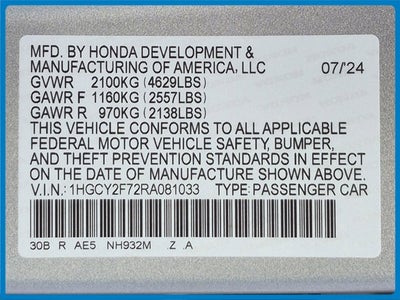 MFD. BY HONDA DEVELOPMENT &
MANUFACTURING OF AMERICA, LLC 07/'24
GVWR 2100KG (4629LBS)
GAWR F 1160KG (2557LBS)
GAWR R 970KG (2138LBS)
THIS VEHICLE CONFORMS TO ALL APPLICABLE
FEDERAL MOTOR VEHICLE SAFETY, BUMPER,
AND THEFT PREVENTION STANDARDS IN EFFECT
ON THE DATE OF MANUFACTURE SHOWN ABOVE.
V.I.N.: 1HGCY2F72RA081033 TYPE: PASSENGER CAR
30B R AE5 NH932M .Z .A